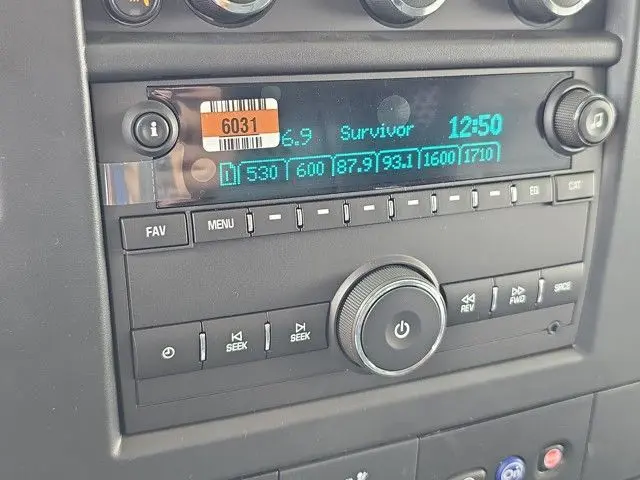 6031
6.9 Survivor 12:50
1 530 600 87.9 93.1 1600 1710
FAV MENU EQ CAT
SEEK SEEK REV FWD SRCE